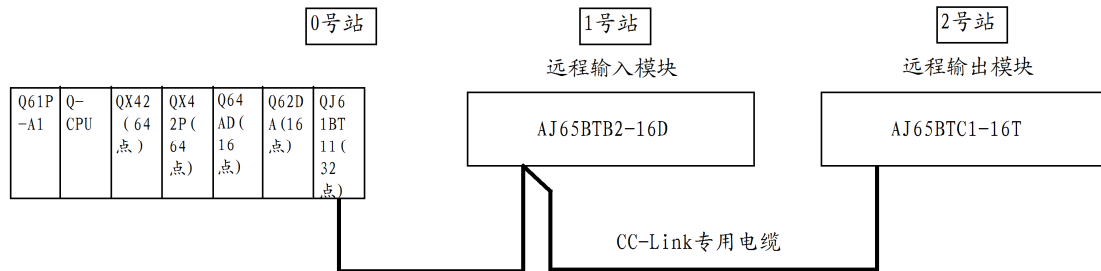 0号站
1号站
2号站
远程输入模块
远程输出模块
Q61P
-A1
Q-
CPU
QX42
(64
点)
QX4
2P(
64
点)
Q64
AD(
16
点)
Q62D
A(16
点)
QJ6
1BT
11(
32
点)
AJ65BTB2-16D
AJ65BTC1-16T
CC-Link专用电缆